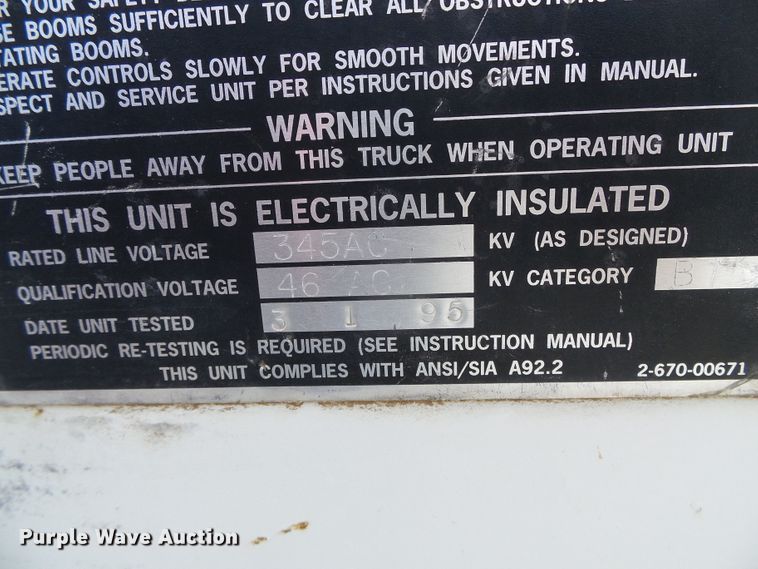 YOUR SAFETY
BOOMS SUFFICIENTLY TO CLEAR ALL OBSTRUCTIONS
BOOMS.
CONTROLS SLOWLY FOR SMOOTH MOVEMENTS.
AND SERVICE UNIT PER INSTRUCTIONS GIVEN IN MANUAL.
WARNING
KEEP PEOPLE AWAY FROM THIS TRUCK WHEN OPERATING UNIT
THIS UNIT IS ELECTRICALLY INSULATED
RATED LINE VOLTAGE 345AC KV (AS DESIGNED)
QUALIFICATION VOLTAGE 46 AC KV CATEGORY B
DATE UNIT TESTED 3 1 95
PERIODIC RE-TESTING IS REQUIRED (SEE INSTRUCTION MANUAL)
THIS UNIT COMPLIES WITH ANSI/SIA A92.2 2-670-00671
Purple Wave Auction